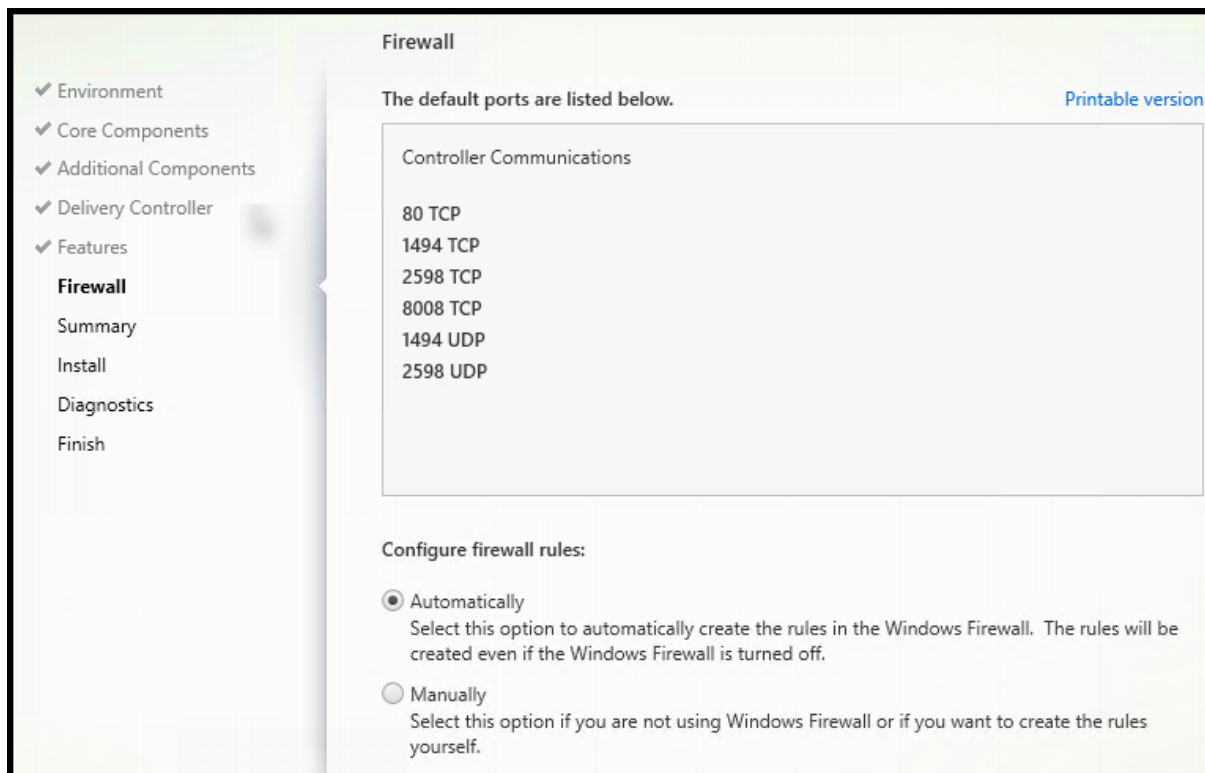 Firewall
Environment
Core Components
Additional Components
Delivery Controller
Features
Firewall
Summary
Install
Diagnostics
Finish
The default ports are listed below.
Printable version
Controller Communications
80 TCP
1494 TCP
2598 TCP
8008 TCP
1494 UDP
2598 UDP
Configure firewall rules:
Automatically
Select this option to automatically create the rules in the Windows Firewall. The rules will be
created even if the Windows Firewall is turned off.
Manually
Select this option if you are not using Windows Firewall or if you want to create the rules
yourself.